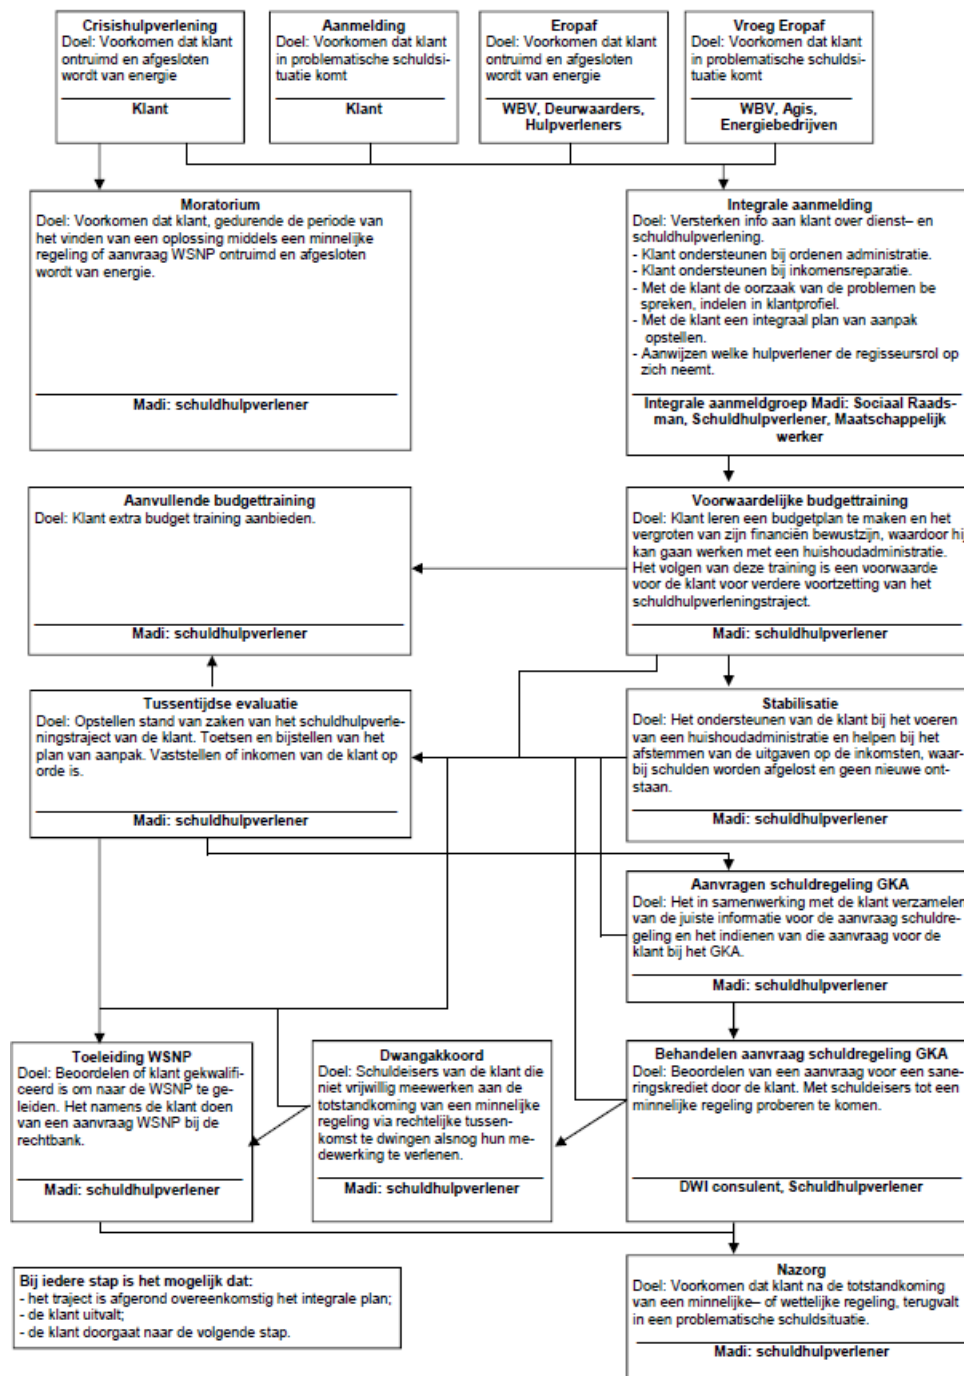 Crisishulpverlening
Doel: Voorkomen dat klant
ontruimd en afgesloten
wordt van energie
Klant
Aanmelding
Doel: Voorkomen dat klant
in problematische schuldsi-
tuatie komt
Klant
Eropaf
Doel: Voorkomen dat klant
ontruimd en afgesloten
wordt van energie
WBV, Deurwaarders,
Hulpverleners
Vroeg Eropaf
Doel: Voorkomen dat klant
in problematische schuldsi-
tuatie komt
WBV, Agis,
Energiebedrijven
Moratorium
Doel: Voorkomen dat klant, gedurende de periode van
het vinden van een oplossing middels een minnelijke
regeling of aanvraag WSNP ontruimd en afgesloten
wordt van energie.
Madi: schuldhulpverlener
Integrale aanmelding
Doel: Versterken info aan klant over dienst– en
schuldhulpverlening.
- Klant ondersteunen bij ordenen administratie.
- Klant ondersteunen bij inkomensreparatie.
- Met de klant de oorzaak van de problemen be
spreken, indelen in klantprofiel.
- Met de klant een integraal plan van aanpak
opstellen.
- Aanwijzen welke hulpverlener de regisseursrol op
zich neemt.
Integrale aanmeldgroep Madi: Sociaal Raads-
man, Schuldhulpverlener, Maatschappelijk
werker
Aanvullende budgettraining
Doel: Klant extra budget training aanbieden.
Madi: schuldhulpverlener
Voorwaardelijke budgettraining
Doel: Klant leren een budgetplan te maken en het
vergroten van zijn financiën bewustzijn, waardoor hij
kan gaan werken met een huishoudadministratie.
Het volgen van deze training is een voorwaarde
voor de klant voor verdere voortzetting van het
schuldhulpverleningstraject.
Madi: schuldhulpverlener
Tussentijdse evaluatie
Doel: Opstellen stand van zaken van het schuldhulpverle-
ningstraject van de klant. Toetsen en bijstellen van het
plan van aanpak. Vaststellen of inkomen van de klant op
orde is.
Madi: schuldhulpverlener
Stabilisatie
Doel: Het ondersteunen van de klant bij het voeren
van een huishoudadministratie en helpen bij het
afstemmen van de uitgaven op de inkomsten, waar-
bij schulden worden afgelost en geen nieuwe ont-
staan.
Madi: schuldhulpverlener
Aanvragen schuldregeling GKA
Doel: Het in samenwerking met de klant verzamelen
van de juiste informatie voor de aanvraag schuldre-
geling en het indienen van die aanvraag voor de
klant bij het GKA.
Madi: schuldhulpverlener
Toeleiding WSNP
Doel: Beoordelen of klant gekwalifi-
ceerd is om naar de WSNP te ge-
leiden. Het namens de klant doen
van een aanvraag WSNP bij de
rechtbank.
Madi: schuldhulpverlener
Dwangakkoord
Doel: Schuldeisers van de klant die
niet vrijwillig meewerken aan de
totstandkoming van een minnelijke
regeling via rechtelijke tussen-
komst te dwingen alsnog hun me-
dewerking te verlenen.
Madi: schuldhulpverlener
Behandelen aanvraag schuldregeling GKA
Doel: Beoordelen van een aanvraag voor een sane-
ringskrediet door de klant. Met schuldeisers tot een
minnelijke regeling proberen te komen.
DWI consulent, Schuldhulpverlener
Bij iedere stap is het mogelijk dat:
- het traject is afgerond overeenkomstig het integrale plan;
- de klant uitvalt;
- de klant doorgaat naar de volgende stap.
Nazorg
Doel: Voorkomen dat klant na de totstandkoming
van een minnelijke– of wettelijke regeling, terugvalt
in een problematische schuldsituatie.
Madi: schuldhulpverlener